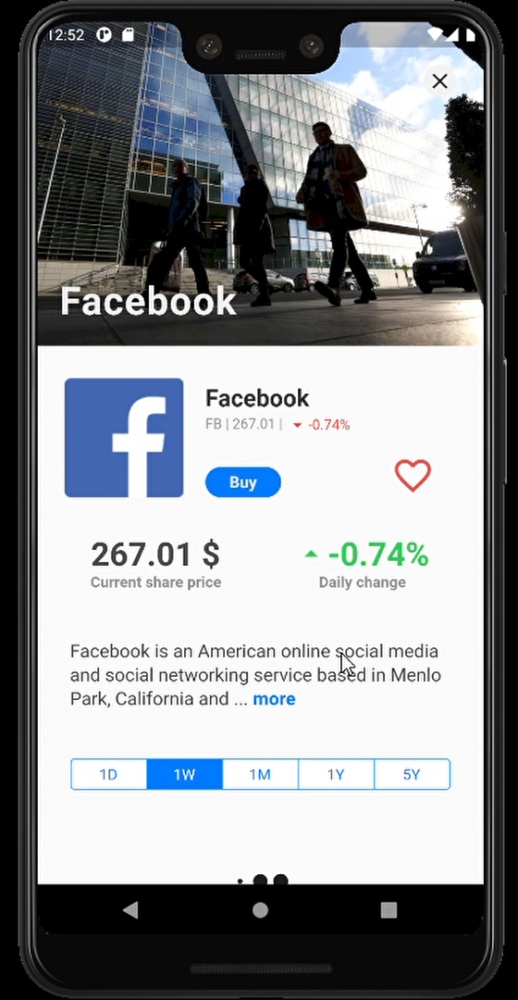 12:52
Facebook
f
Facebook
FB | 267.01 | -0.74%
Buy
267.01 $ -0.74%
Current share price Daily change
Facebook is an American online social media
and social networking service based in Menlo
Park, California and ... more
1D 1W 1M 1Y 5Y